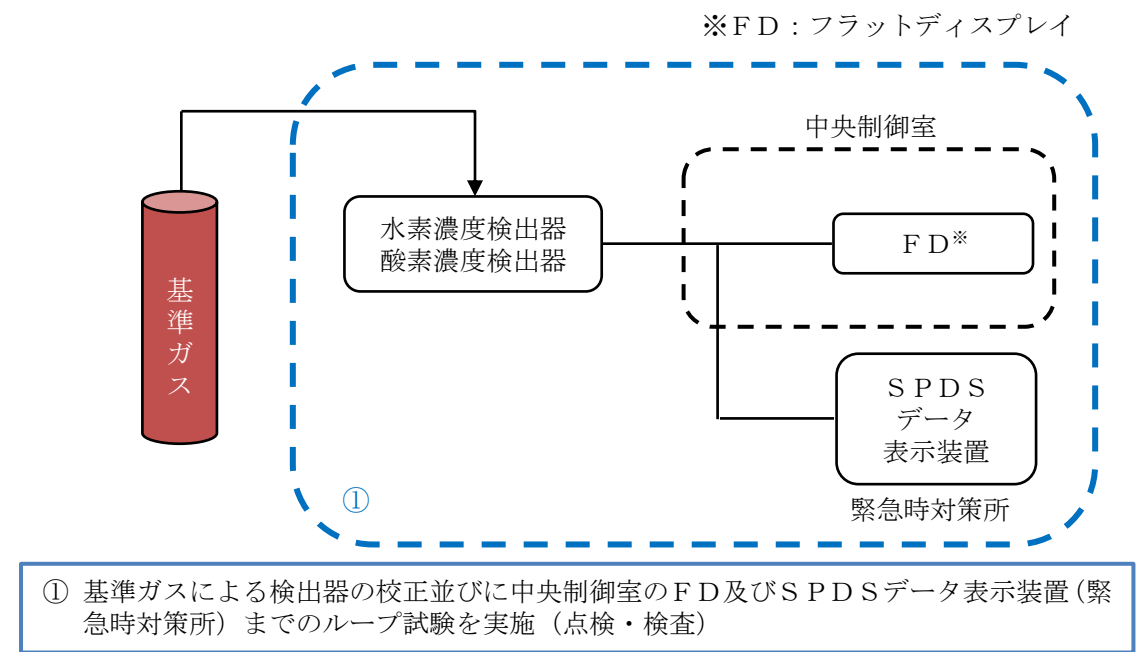 ※ＦＤ：フラットディスプレイ
中央制御室
水素濃度検出器
酸素濃度検出器
ＦＤ※
基準ガス
ＳＰＤＳ
データ
表示装置
①
緊急時対策所
① 基準ガスによる検出器の校正並びに中央制御室のＦＤ及びＳＰＤＳデータ表示装置（緊
急時対策所）までのループ試験を実施（点検・検査）